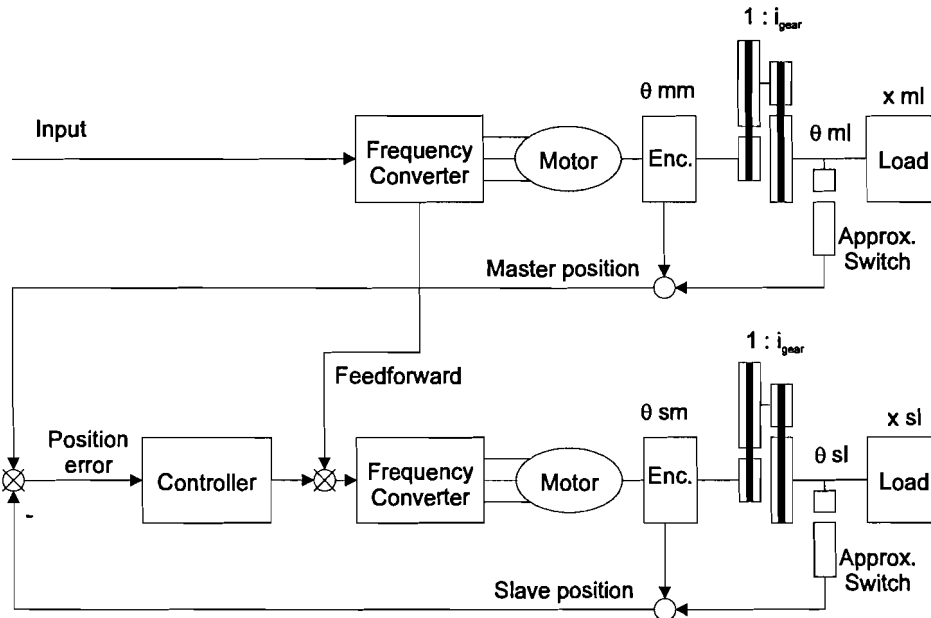 1 : i_gear
θ mm
x ml
Input
θ ml
Frequency
Converter
Motor
Enc.
Load
Approx.
Switch
Master position
1 : i_gear
Feedforward
θ sm
x sl
Position
error
θ sl
Controller
Frequency
Converter
Motor
Enc.
Load
-
Approx.
Switch
Slave position